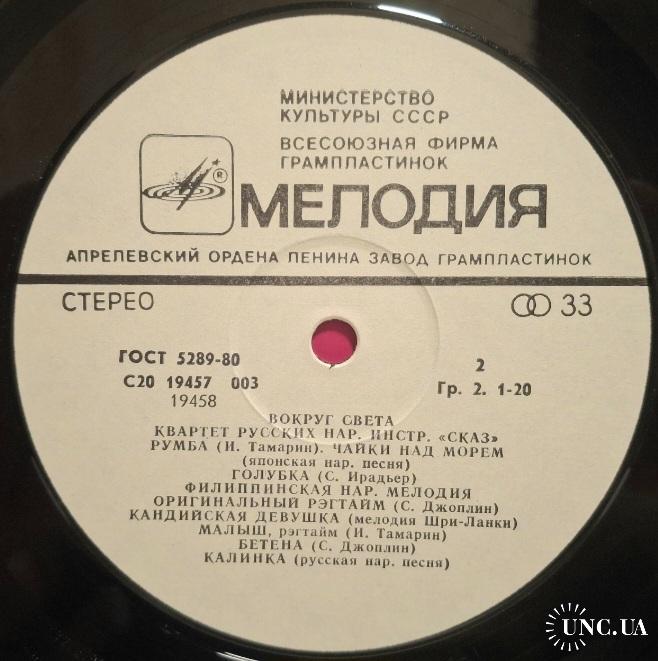 МИНИСТЕРСТВО
КУЛЬТУРЫ СССР
ВСЕСОЮЗНАЯ ФИРМА
ГРАМПЛАСТИНОК
®
МЕЛОДИЯ
АПРЕЛЕВСКИЙ ОРДЕНА ЛЕНИНА ЗАВОД ГРАМПЛАСТИНОК
СТЕРЕО
33
ГОСТ 5289-80
2
С20 19457 003
Гр. 2. 1-20
19458
ВОКРУГ СВЕТА
КВАРТЕТ РУССКИХ НАР. ИНСТР. «СКАЗ»
РУМБА (И. Тамарин). ЧАЙКИ НАД МОРЕМ
(японская нар. песня)
ГОЛУБКА (С. Ирадьер)
ФИЛИППИНСКАЯ НАР. МЕЛОДИЯ
ОРИГИНАЛЬНЫЙ РЭГТАЙМ (С. Джоплин)
КАНДИЙСКАЯ ДЕВУШКА (мелодия Шри-Ланки)
МАЛЫШ, рэгтайм (И. Тамарин)
БЕТЕНА (С. Джоплин)
КАЛИНКА (русская нар. песня)
UNC.UA